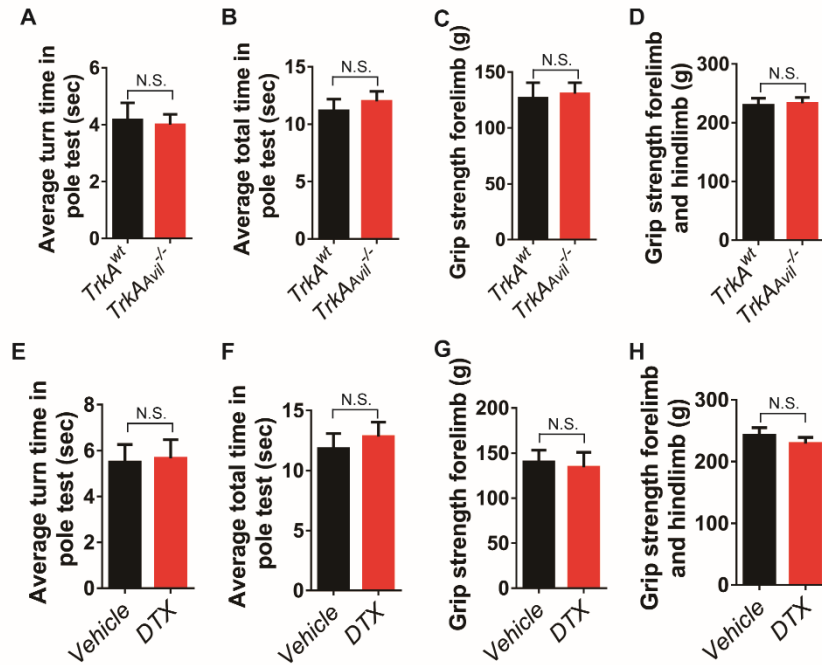 A
Average turn time in
pole test (sec)
6
4
2
0
N.S.
TrkA^wt
TrkA_Avil^-/-
B
Average total time in
pole test (sec)
15
10
5
0
N.S.
TrkA^wt
TrkA_Avil^-/-
C
Grip strength forelimb (g)
150
100
50
0
N.S.
TrkA^wt
TrkA_Avil^-/-
D
Grip strength forelimb
and hindlimb (g)
300
200
100
0
N.S.
TrkA^wt
TrkA_Avil^-/-
E
Average turn time in
pole test (sec)
8
6
4
2
0
N.S.
Vehicle
DTX
F
Average total time in
pole test (sec)
15
10
5
0
N.S.
Vehicle
DTX
G
Grip strength forelimb (g)
200
150
100
50
0
N.S.
Vehicle
DTX
H
Grip strength forelimb
and hindlimb (g)
300
200
100
0
N.S.
Vehicle
DTX